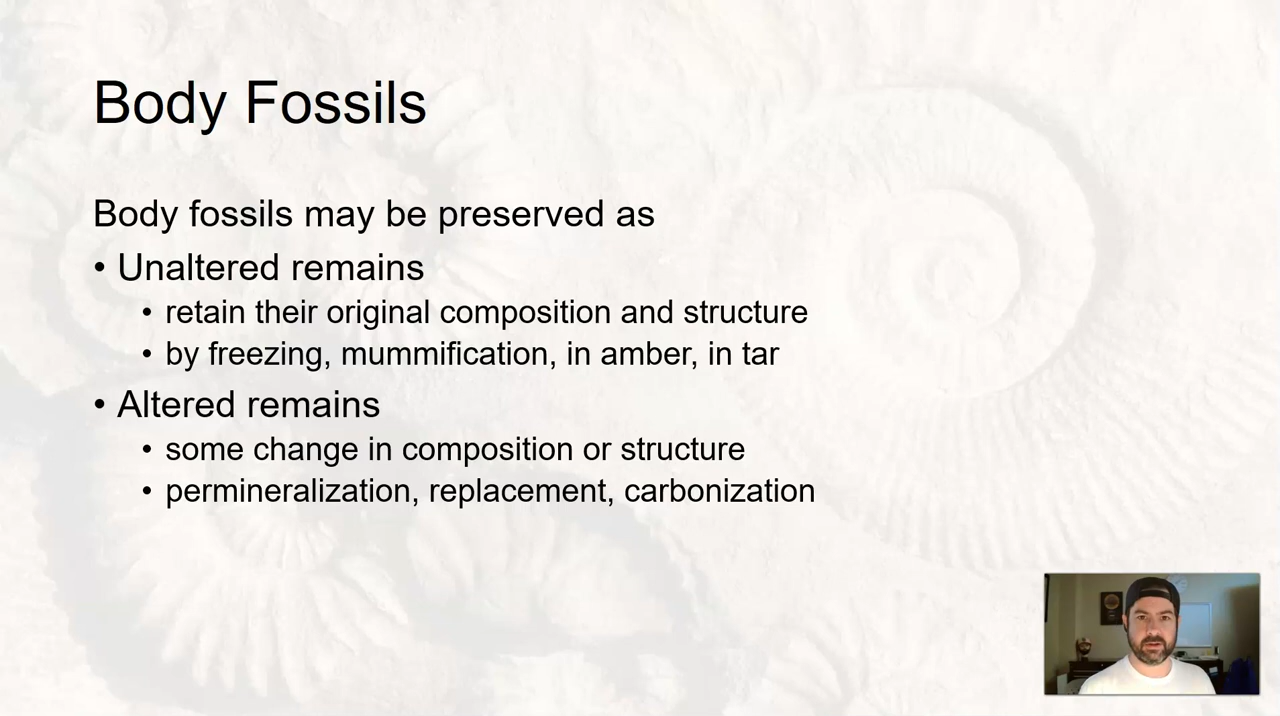 Body Fossils
Body fossils may be preserved as
• Unaltered remains
• retain their original composition and structure
• by freezing, mummification, in amber, in tar
• Altered remains
• some change in composition or structure
• permineralization, replacement, carbonization